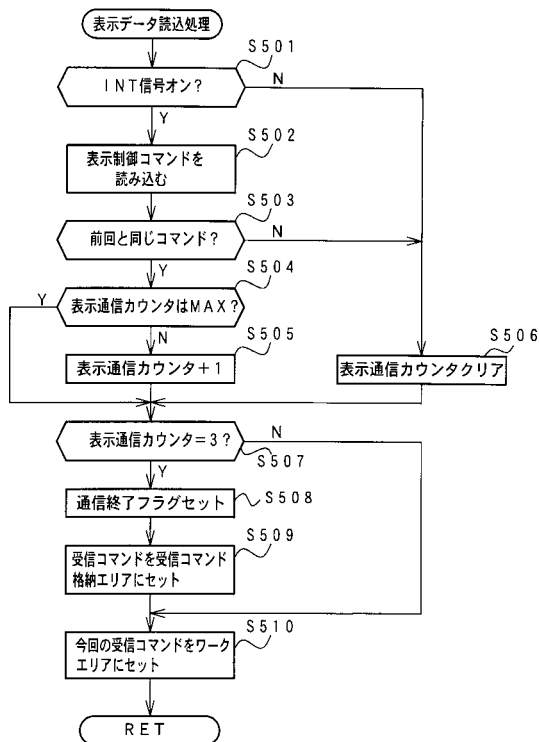 表示データ読込処理
S501
INT信号オン?
N
Y
S502
表示制御コマンドを
読み込む
S503
前回と同じコマンド?
N
Y
S504
Y
表示通信カウンタはMAX?
N
S505
S506
表示通信カウンタ+1
表示通信カウンタクリア
表示通信カウンタ=3?
N
S507
Y
通信終了フラグセット
S508
S509
受信コマンドを受信コマンド
格納エリアにセット
S510
今回の受信コマンドをワーク
エリアにセット
RET